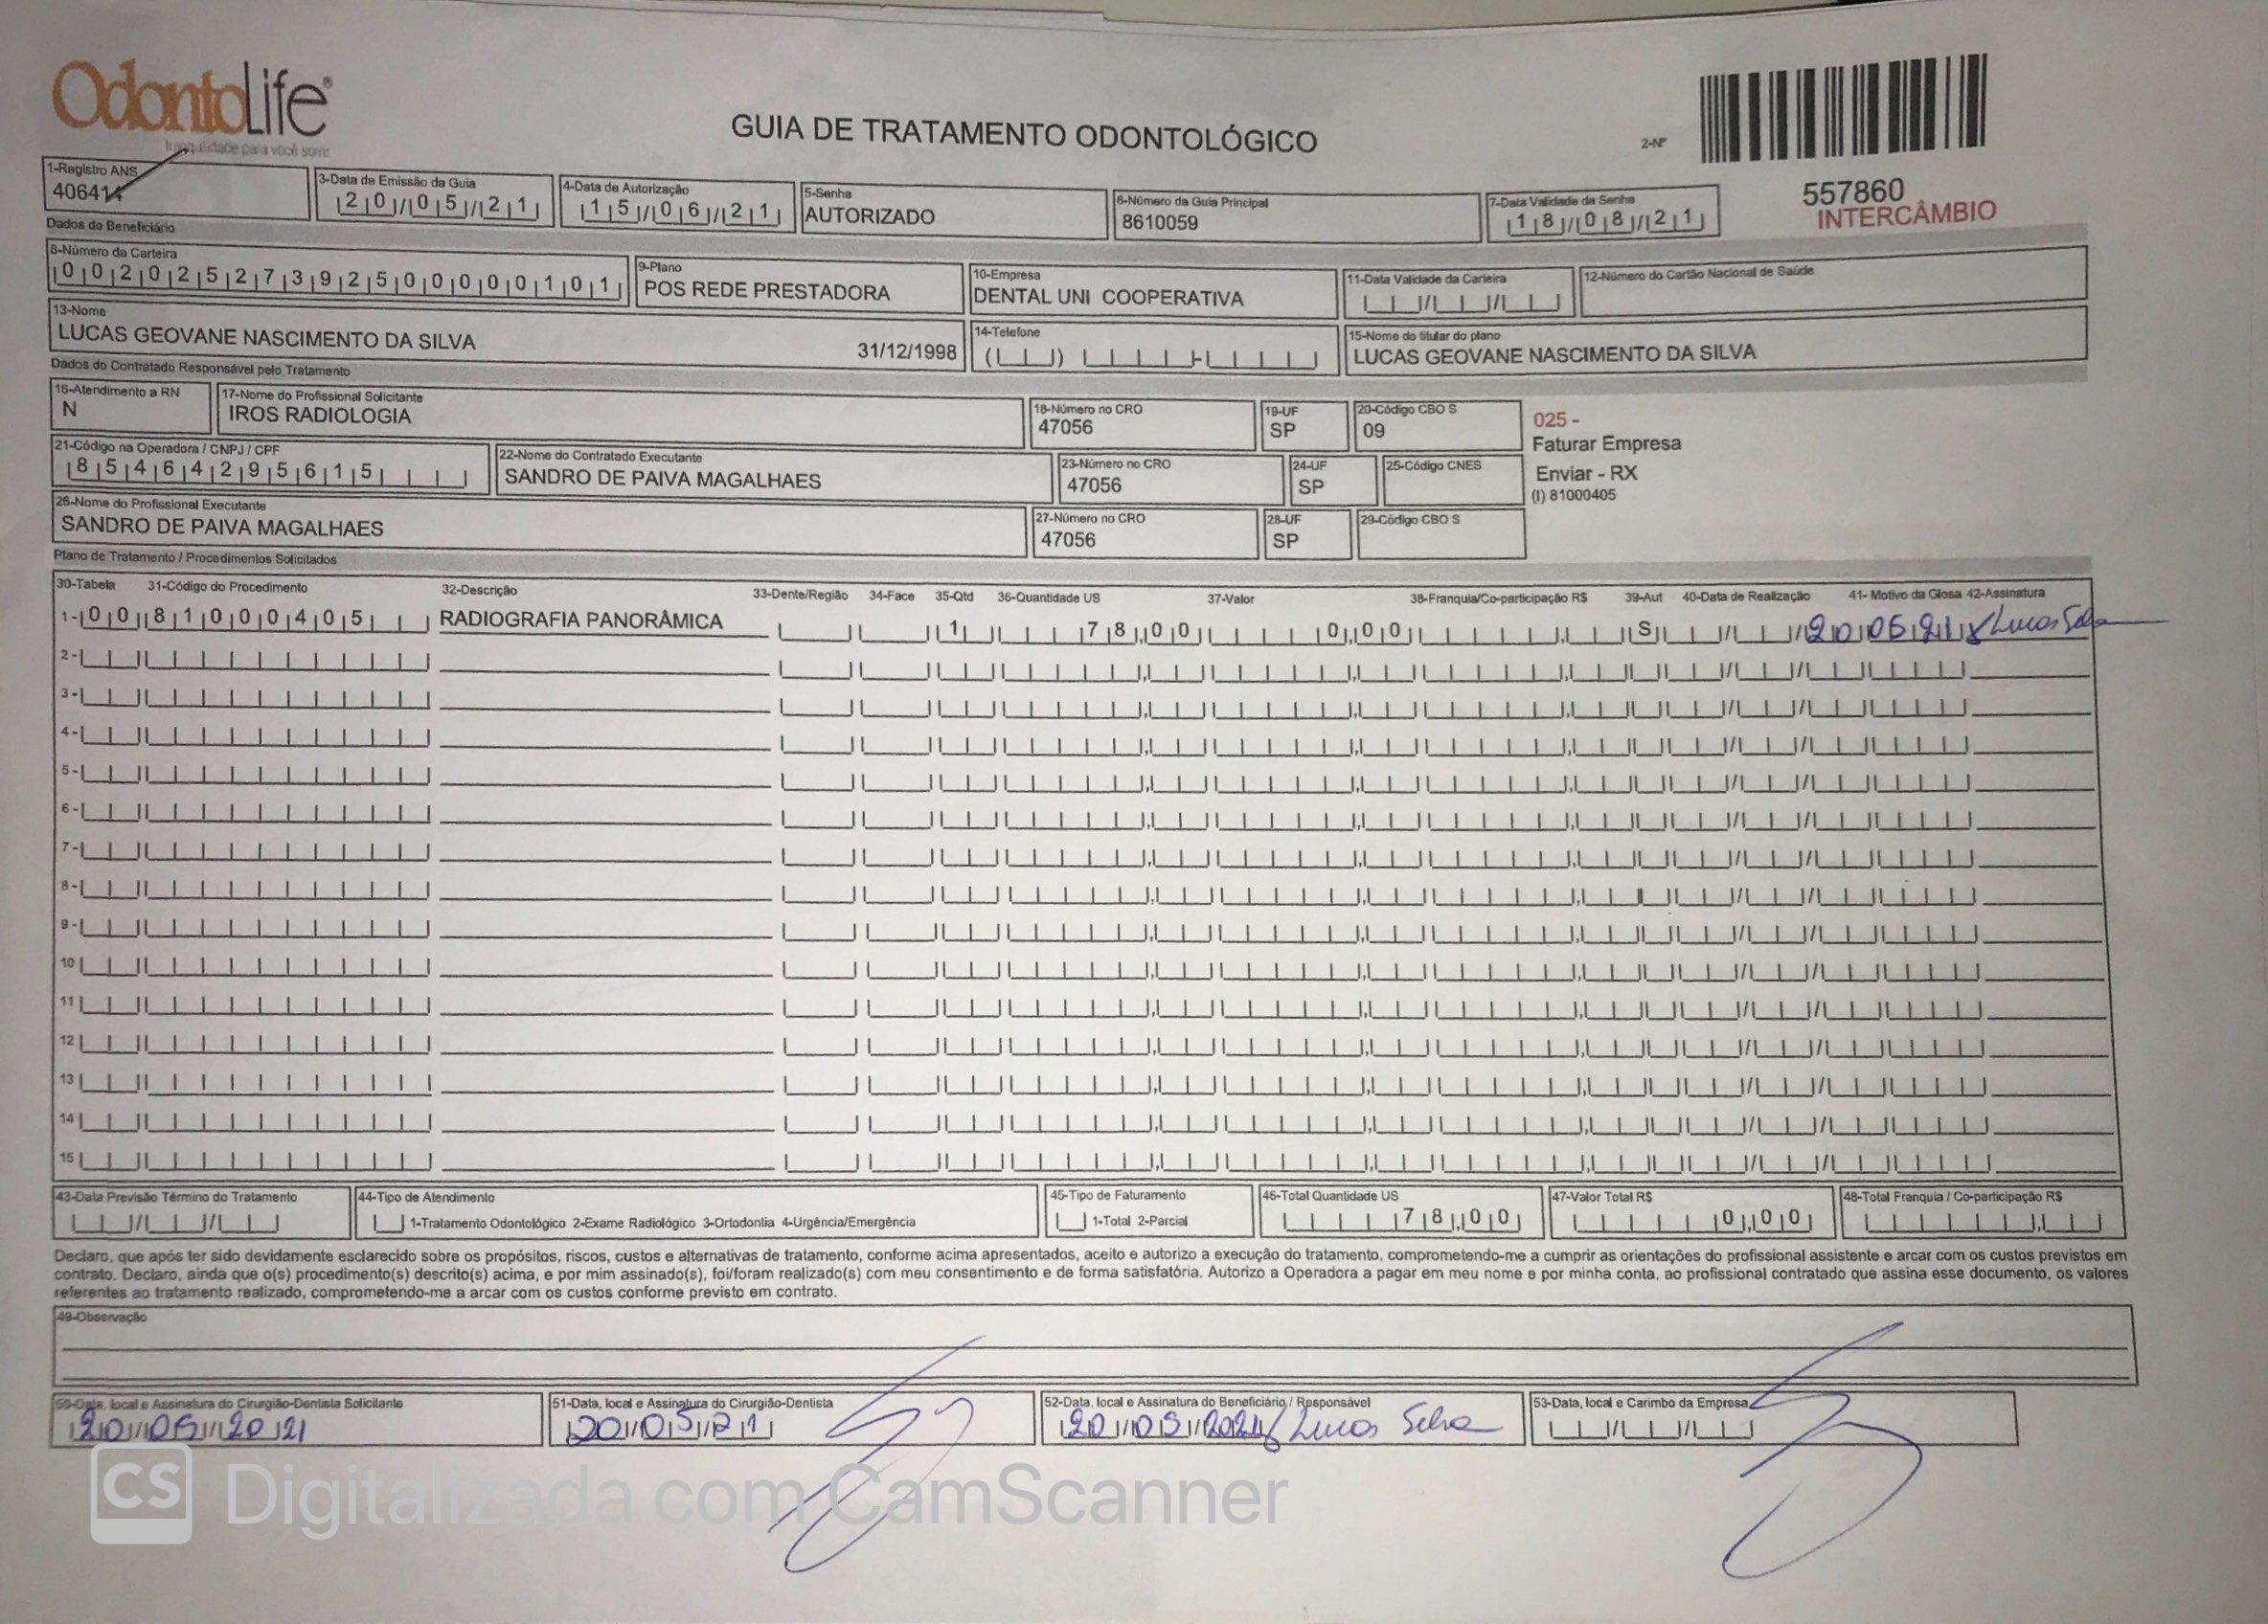 OdontoLife®
tranquilidade para você sorrir
GUIA DE TRATAMENTO ODONTOLÓGICO
2-Nº
557860
INTERCÂMBIO
1-Registro ANS
406414
3-Data de Emissão da Guia
20/05/21
4-Data de Autorização
15/06/21
5-Senha
AUTORIZADO
6-Número da Guia Principal
8610059
7-Data Validade da Senha
18/08/21
Dados do Beneficiário
8-Número da Carteira
00202527392500000101
9-Plano
POS REDE PRESTADORA
10-Empresa
DENTAL UNI COOPERATIVA
11-Data Validade da Carteira
12-Número do Cartão Nacional de Saúde
13-Nome
LUCAS GEOVANE NASCIMENTO DA SILVA 31/12/1998
14-Telefone
15-Nome do titular do plano
LUCAS GEOVANE NASCIMENTO DA SILVA
Dados do Contratado Responsável pelo Tratamento
16-Atendimento a RN
N
17-Nome do Profissional Solicitante
IROS RADIOLOGIA
18-Número no CRO
47056
19-UF
SP
20-Código CBO S
09
025 -
Faturar Empresa
Enviar - RX
(I) 81000405
21-Código na Operadora / CNPJ / CPF
85464295615
22-Nome do Contratado Executante
SANDRO DE PAIVA MAGALHAES
23-Número no CRO
47056
24-UF
SP
25-Código CNES
26-Nome do Profissional Executante
SANDRO DE PAIVA MAGALHAES
27-Número no CRO
47056
28-UF
SP
29-Código CBO S
Plano de Tratamento / Procedimentos Solicitados
30-Tabela 31-Código do Procedimento 32-Descrição 33-Dente/Região 34-Face 35-Qtd 36-Quantidade US 37-Valor 38-Franquia/Co-participação R$ 39-Aut 40-Data de Realização 41- Motivo da Glosa 42-Assinatura
1-00 81000405 RADIOGRAFIA PANORÂMICA 1 78,00 0,00 S 20 05 21 Lucas Silva
2-
3-
4-
5-
6-
7-
8-
9-
10
11
12
13
14
15
43-Data Previsão Término do Tratamento
44-Tipo de Atendimento
1-Tratamento Odontológico 2-Exame Radiológico 3-Ortodontia 4-Urgência/Emergência
45-Tipo de Faturamento
1-Total 2-Parcial
46-Total Quantidade US
78,00
47-Valor Total R$
0,00
48-Total Franquia / Co-participação R$
Declaro, que após ter sido devidamente esclarecido sobre os propósitos, riscos, custos e alternativas de tratamento, conforme acima apresentados, aceito e autorizo a execução do tratamento, comprometendo-me a cumprir as orientações do profissional assistente e arcar com os custos previstos em
contrato. Declaro, ainda que o(s) procedimento(s) descrito(s) acima, e por mim assinado(s), foi/foram realizado(s) com meu consentimento e de forma satisfatória. Autorizo a Operadora a pagar em meu nome e por minha conta, ao profissional contratado que assina esse documento, os valores
referentes ao tratamento realizado, comprometendo-me a arcar com os custos conforme previsto em contrato.
49-Observação
50-Data, local e Assinatura do Cirurgião-Dentista Solicitante
20/05/2021
51-Data, local e Assinatura do Cirurgião-Dentista
20/05/21
52-Data, local e Assinatura do Beneficiário / Responsável
20/05/2021 Lucas Silva
53-Data, local e Carimbo da Empresa
CS Digitalizada com CamScanner